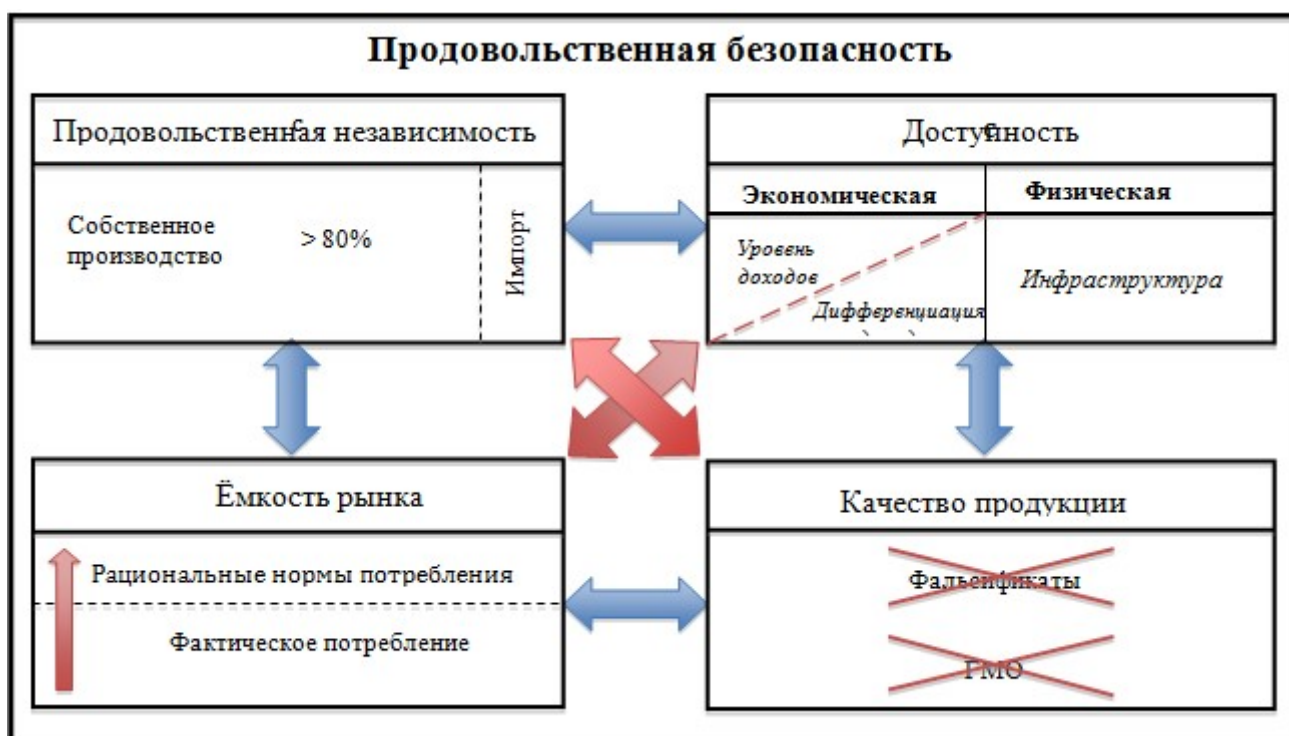 Продовольственная безопасность
Продовольственная независимость
Собственное
производство
> 80%
Импорт
Доступность
Экономическая
Физическая
Уровень
доходов
Дифференциация
Инфраструктура
Ёмкость рынка
Рациональные нормы потребления
Фактическое потребление
Качество продукции
Фальсификаты
ГМО